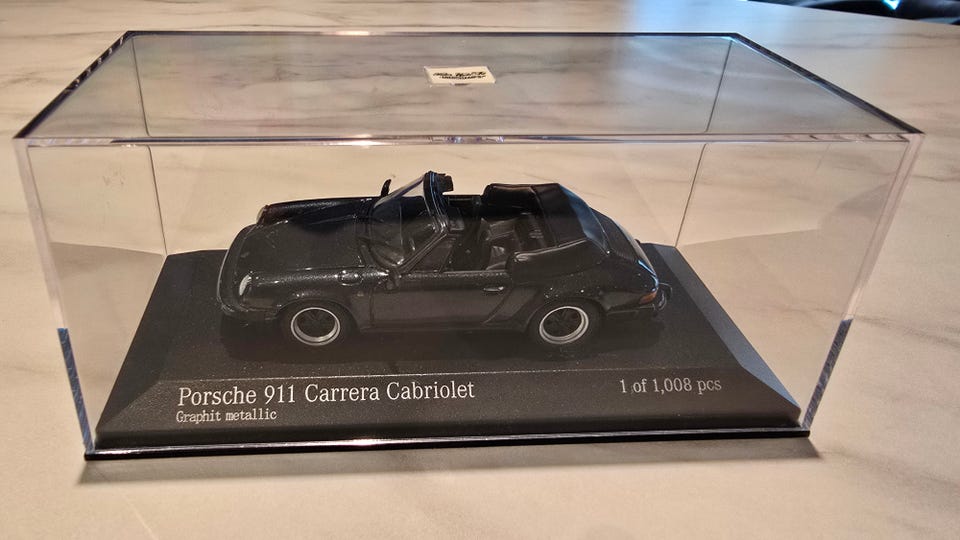 Porsche 911 Carrera Cabriolet
Graphit metallic
1 of 1,008 pcs